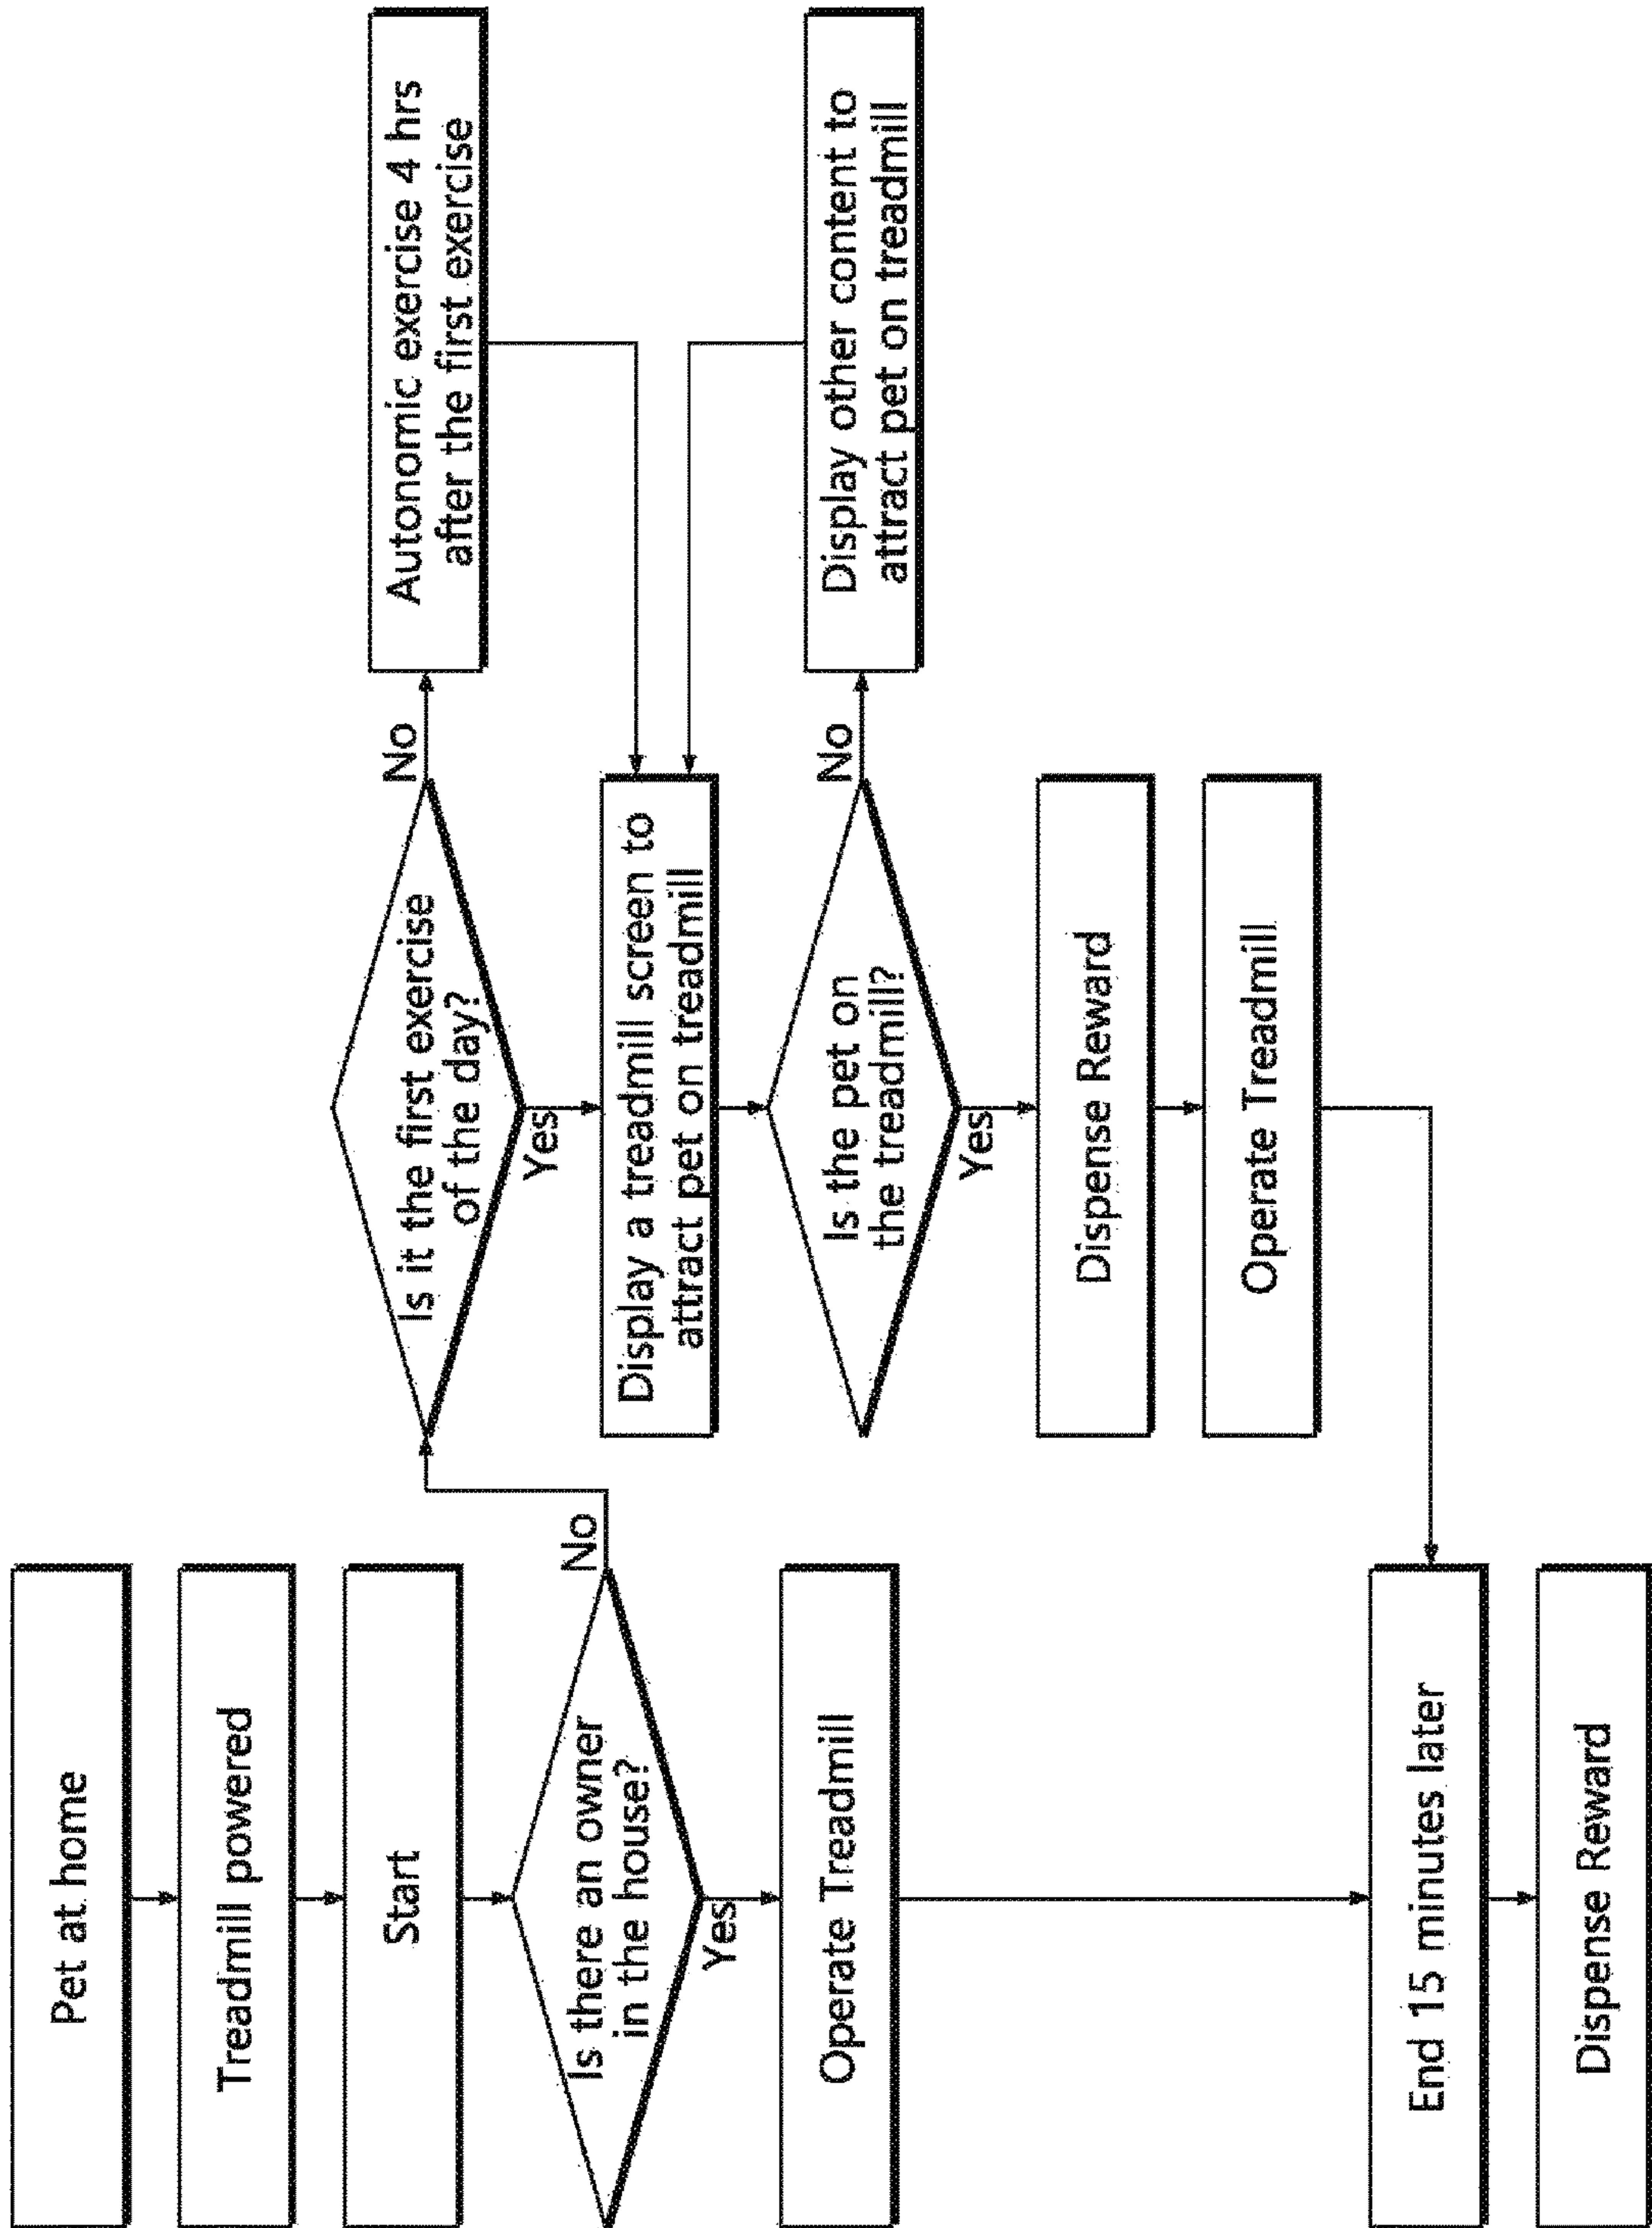 Pet at home
Treadmill powered
Start
Is there an owner
in the house?
No
Yes
Operate Treadmill
End 15 minutes later
Dispense Reward
Is it the first exercise
of the day?
No
Yes
Autonomic exercise 4 hrs
after the first exercise
Display a treadmill screen to
attract pet on treadmill
Is the pet on
the treadmill?
No
Yes
Display other content to
attract pet on treadmill
Dispense Reward
Operate Treadmill